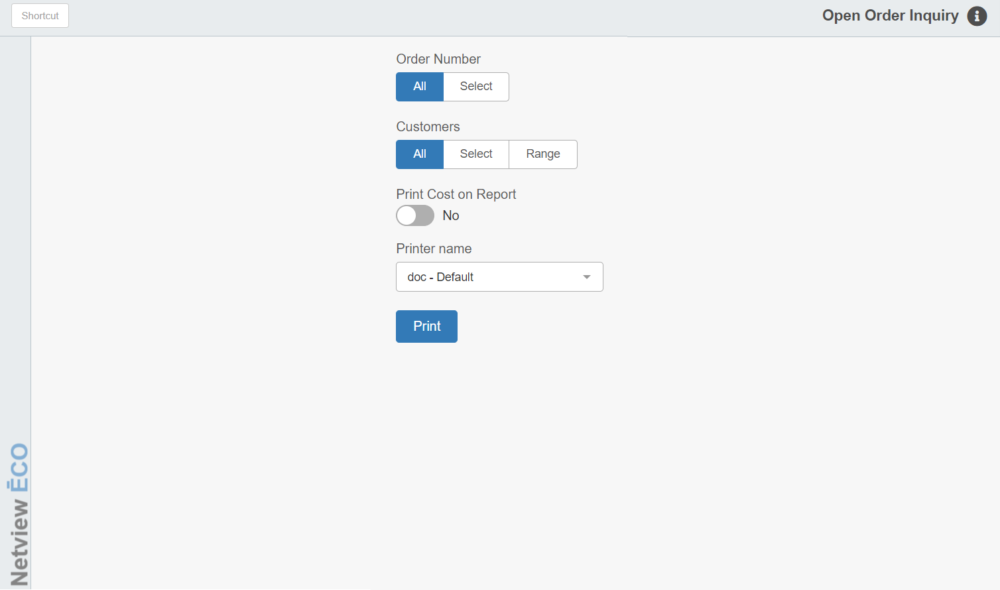 Shortcut
Open Order Inquiry
Order Number
All Select
Customers
All Select Range
Print Cost on Report
No
Printer name
doc - Default
Print
Netview ĒCO